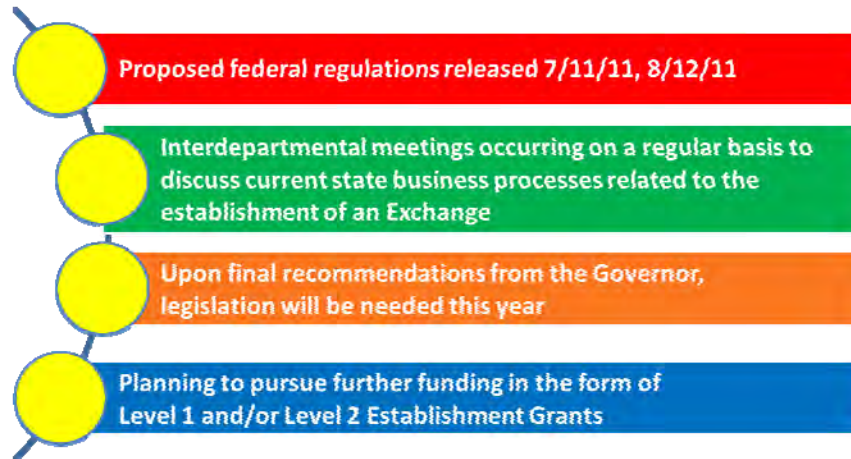 Proposed federal regulations released 7/11/11, 8/12/11
Interdepartmental meetings occurring on a regular basis to
discuss current state business processes related to the
establishment of an Exchange
Upon final recommendations from the Governor,
legislation will be needed this year
Planning to pursue further funding in the form of
Level 1 and/or Level 2 Establishment Grants